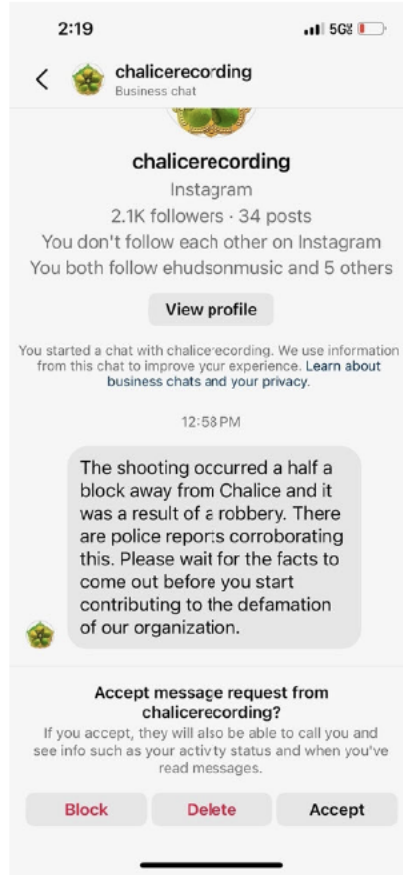 2:19
5G
chalicerecording
Business chat
chalicerecording
Instagram
2.1K followers · 34 posts
You don't follow each other on Instagram
You both follow ehudsonmusic and 5 others
View profile
You started a chat with chalicerecording. We use information
from this chat to improve your experience. Learn about
business chats and your privacy.
12:58 PM
The shooting occurred a half a
block away from Chalice and it
was a result of a robbery. There
are police reports corroborating
this. Please wait for the facts to
come out before you start
contributing to the defamation
of our organization.
Accept message request from
chalicerecording?
If you accept, they will also be able to call you and
see info such as your activity status and when you've
read messages.
Block
Delete
Accept